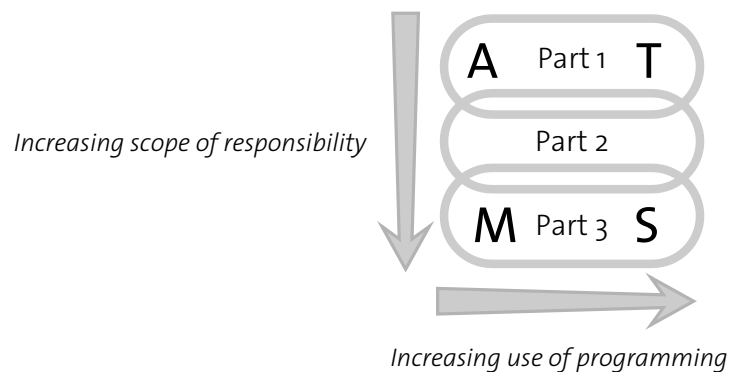 A Part 1 T
Increasing scope of responsibility
Part 2
M Part 3 S
Increasing use of programming